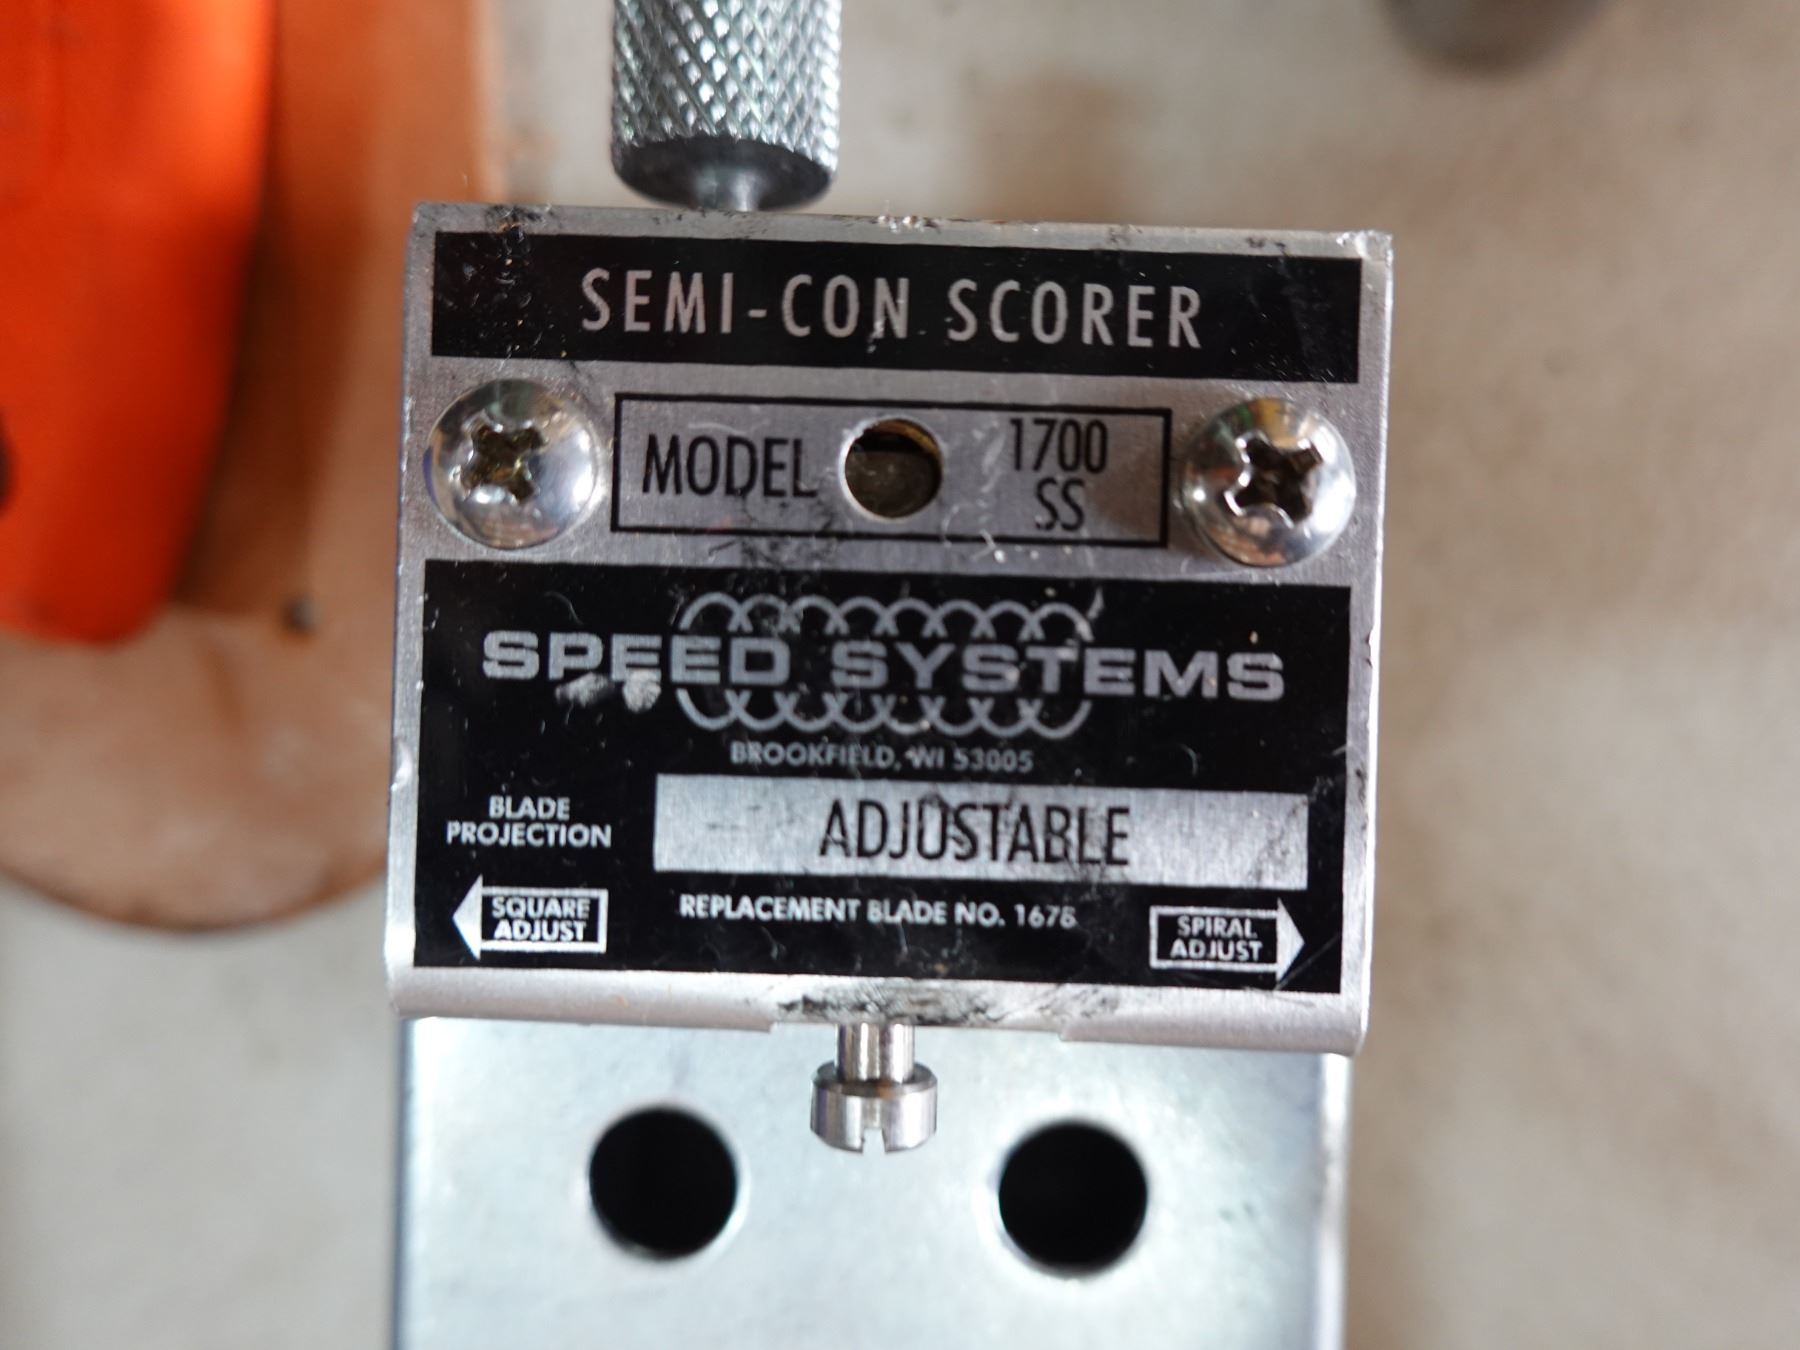 SEMI-CON SCORER
MODEL 1700
SS
SPEED SYSTEMS
BROOKFIELD, WI 53005
BLADE
PROJECTION
ADJUSTABLE
SQUARE
ADJUST
REPLACEMENT BLADE NO. 1678
SPIRAL
ADJUST